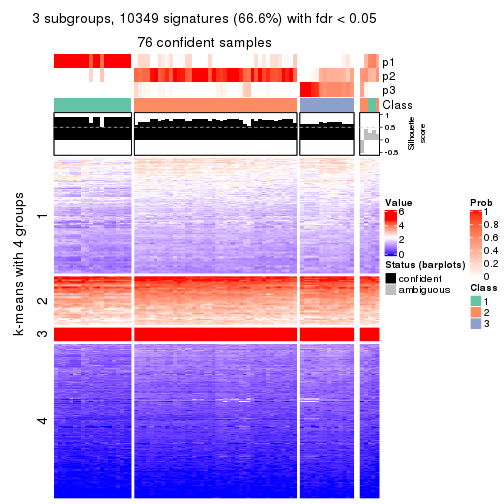 3 subgroups, 10349 signatures (66.6%) with fdr < 0.05
76 confident samples
p1
p2
p3
Class
1
0.5
0
-0.5
Silhouette
score
k-means with 4 groups
1
2
3
4
Value
6
4
2
0
Status (barplots)
confident
ambiguous
Prob
1
0.8
0.6
0.4
0.2
0
Class
1
2
3